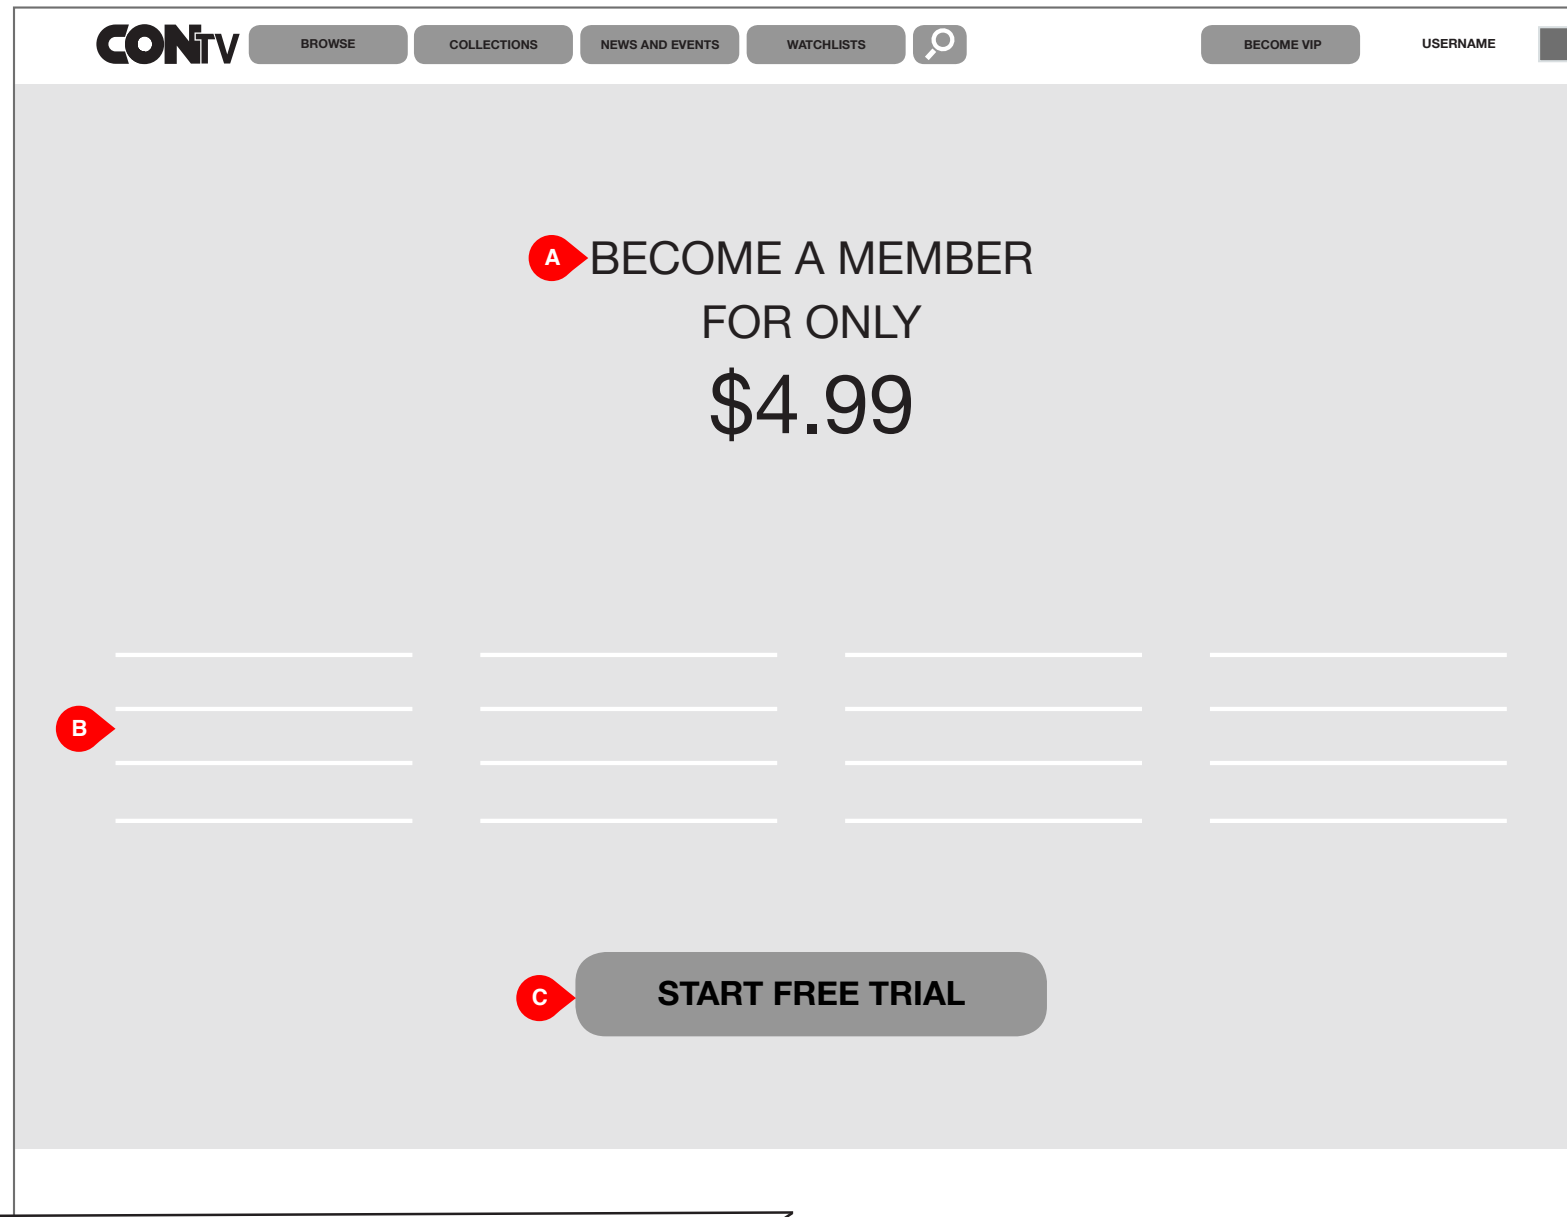 CONTV BROWSE COLLECTIONS NEWS AND EVENTS WATCHLISTS BECOME VIP USERNAME
A BECOME A MEMBER
FOR ONLY
$4.99
B
C START FREE TRIAL